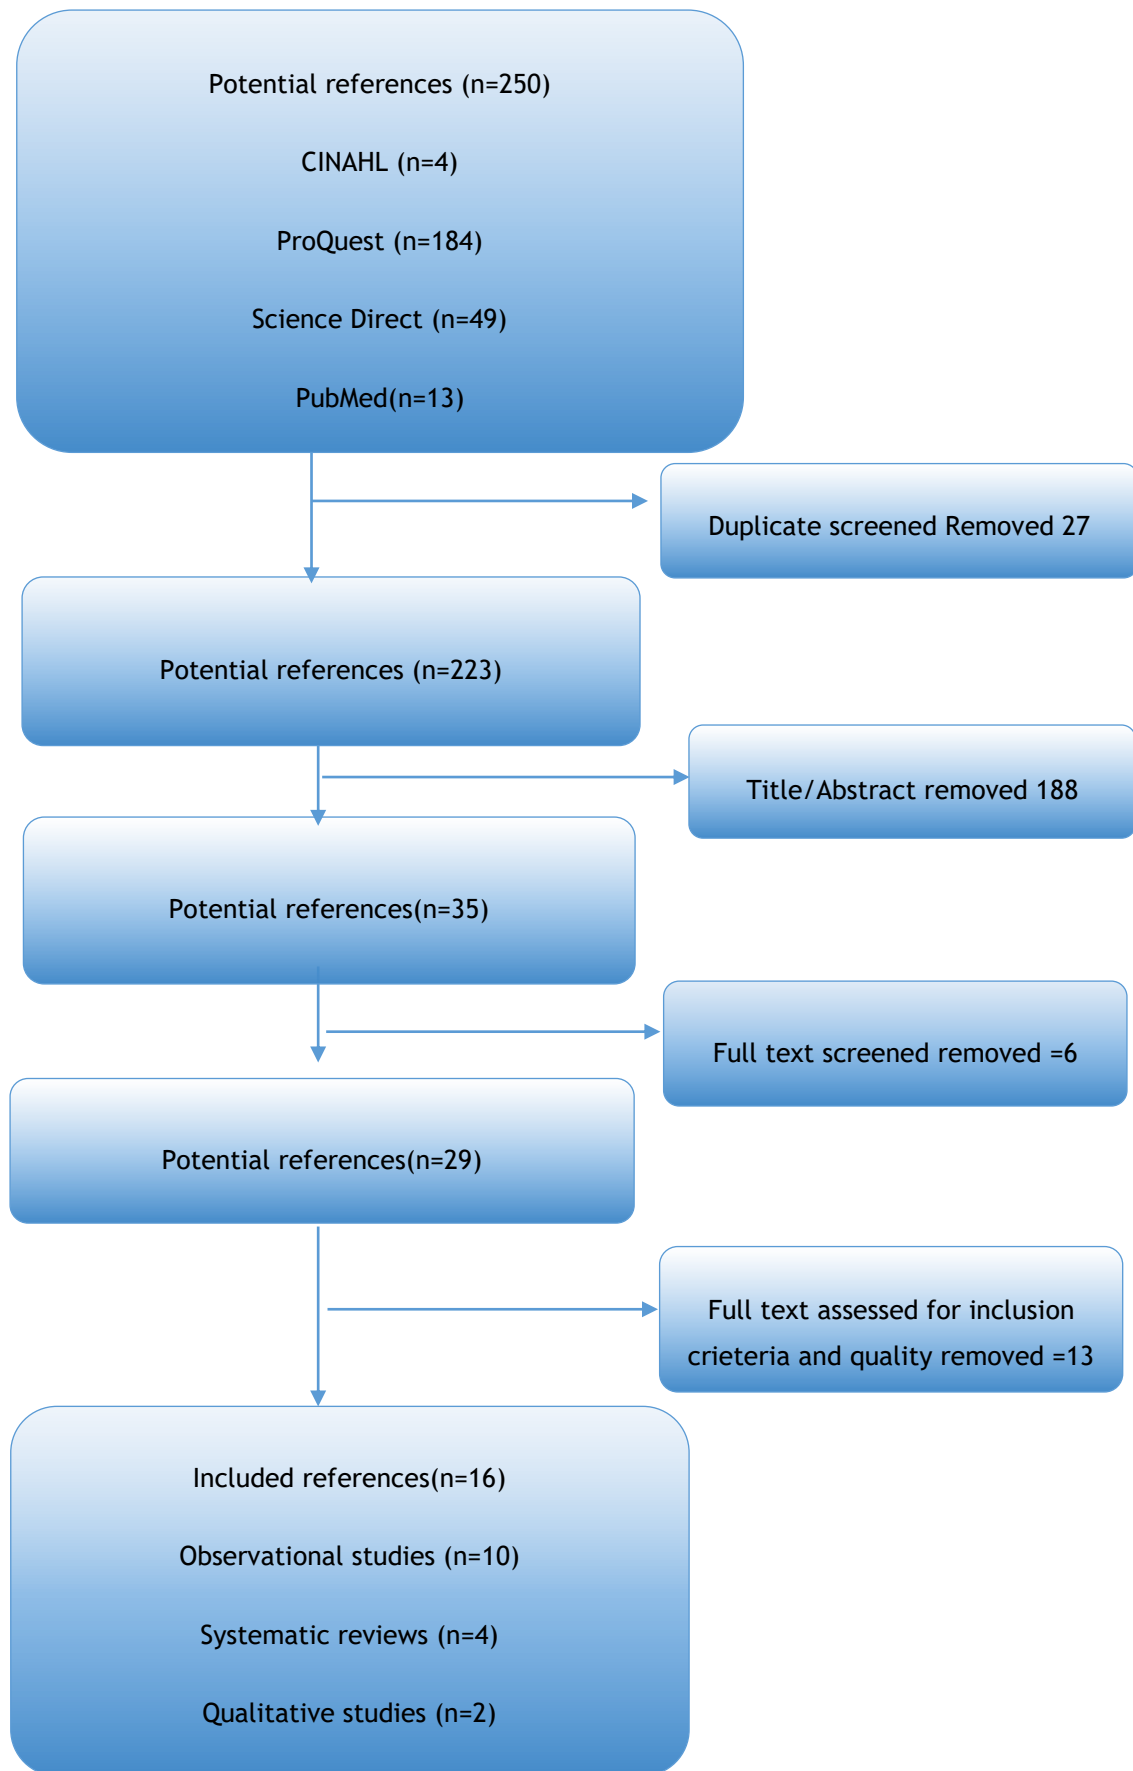 Potential references (n=250)
CINAHL (n=4)
ProQuest (n=184)
Science Direct (n=49)
PubMed(n=13)
Duplicate screened Removed 27
Potential references (n=223)
Title/Abstract removed 188
Potential references(n=35)
Full text screened removed =6
Potential references(n=29)
Full text assessed for inclusion
crieteria and quality removed =13
Included references(n=16)
Observational studies (n=10)
Systematic reviews (n=4)
Qualitative studies (n=2)